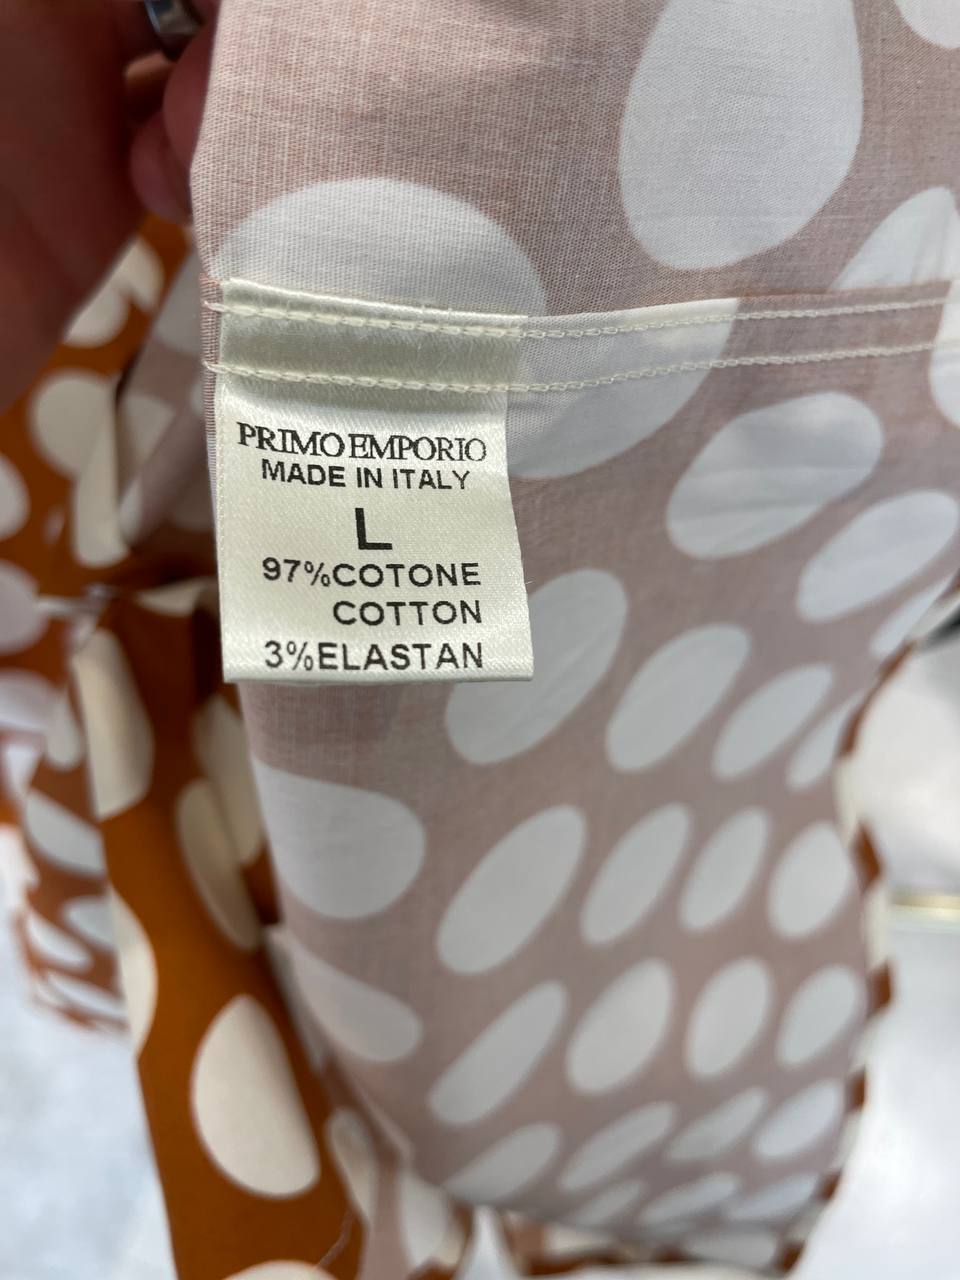 PRIMO EMPORIO
MADE IN ITALY
L
97%COTONE
COTTON
3%ELASTAN